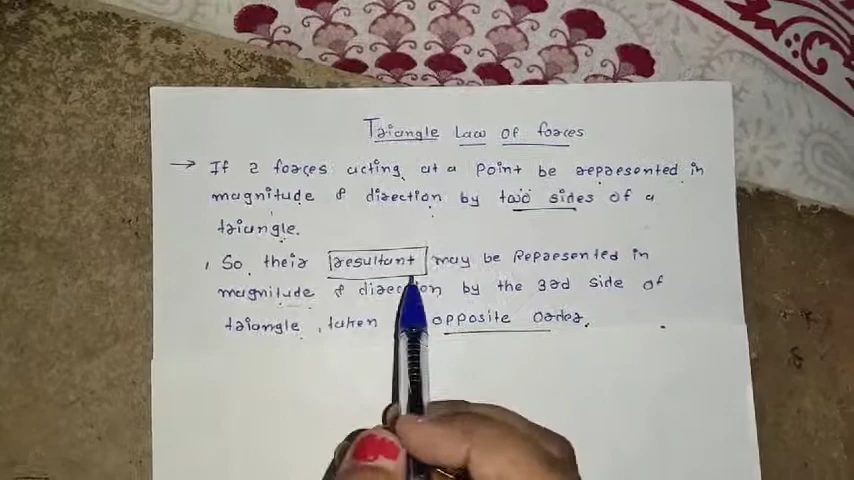 Triangle Law of forces
→ If 2 forces acting at a point be represented in
magnitude & direction by two sides of a
triangle.
So their resultant may be Represented in
magnitude & direction by the 3rd side of
triangle, taken opposite order.